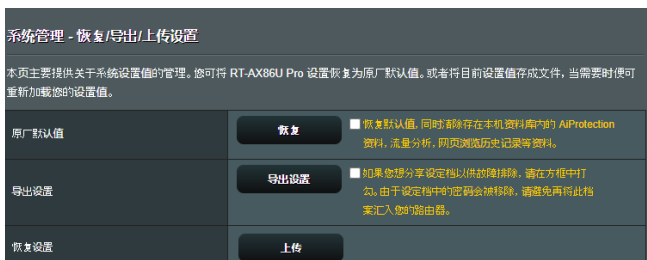 系统管理 - 恢复/导出/上传设置
本页主要提供关于系统设置值的管理。您可将 RT-AX86U Pro 设置恢复为原厂默认值。或者将目前设置值存成文件，当需要时便可
重新加载您的设置值。
原厂默认值
恢复
恢复默认值, 同时清除存在本机资料库内的 AiProtection
资料, 流量分析, 网页浏览历史记录等资料。
导出设置
导出设置
如果您想分享设定档以供故障排除, 请在方框中打
勾。由于设定档中的密码会被移除, 请避免再将此档
案汇入您的路由器。
恢复设置
上传